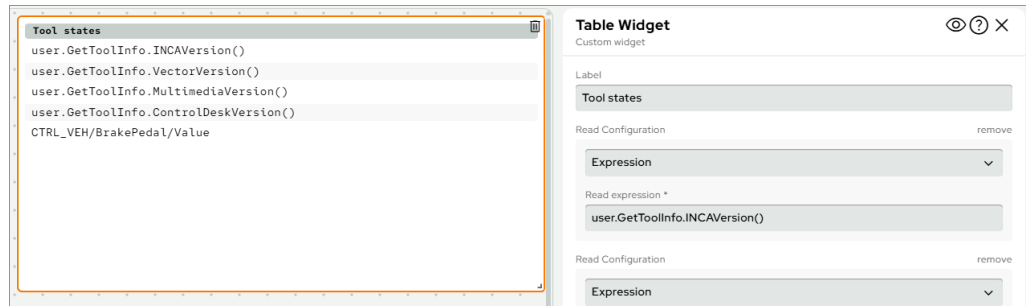 Tool states
user.GetToolInfo.INCAVersion()
user.GetToolInfo.VectorVersion()
user.GetToolInfo.MultimediaVersion()
user.GetToolInfo.ControlDeskVersion()
CTRL_VEH/BrakePedal/Value
Table Widget
Custom widget
Label
Tool states
Read Configuration remove
Expression
Read expression *
user.GetToolInfo.INCAVersion()
Read Configuration remove
Expression